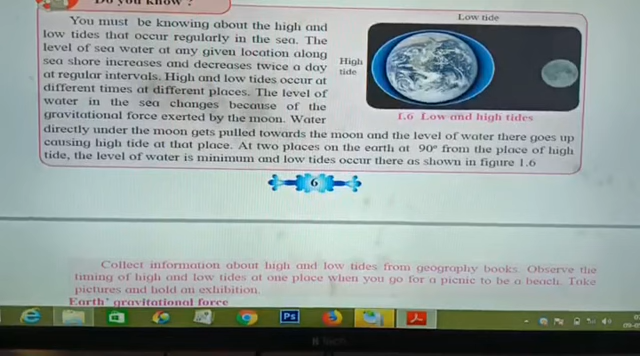 Do you know ?
You must be knowing about the high and
low tides that occur regularly in the sea. The
level of sea water at any given location along
sea shore increases and decreases twice a day
at regular intervals. High and low tides occur at
different times at different places. The level of
water in the sea changes because of the
gravitational force exerted by the moon. Water
directly under the moon gets pulled towards the moon and the level of water there goes up
causing high tide at that place. At two places on the earth at 90° from the place of high
tide, the level of water is minimum and low tides occur there as shown in figure 1.6
Low tide
High
tide
1.6 Low and high tides
6
Collect information about high and low tides from geography books. Observe the
timing of high and low tides at one place when you go for a picnic to be a beach. Take
pictures and hold an exhibition.
Earth' gravitational force
Ps